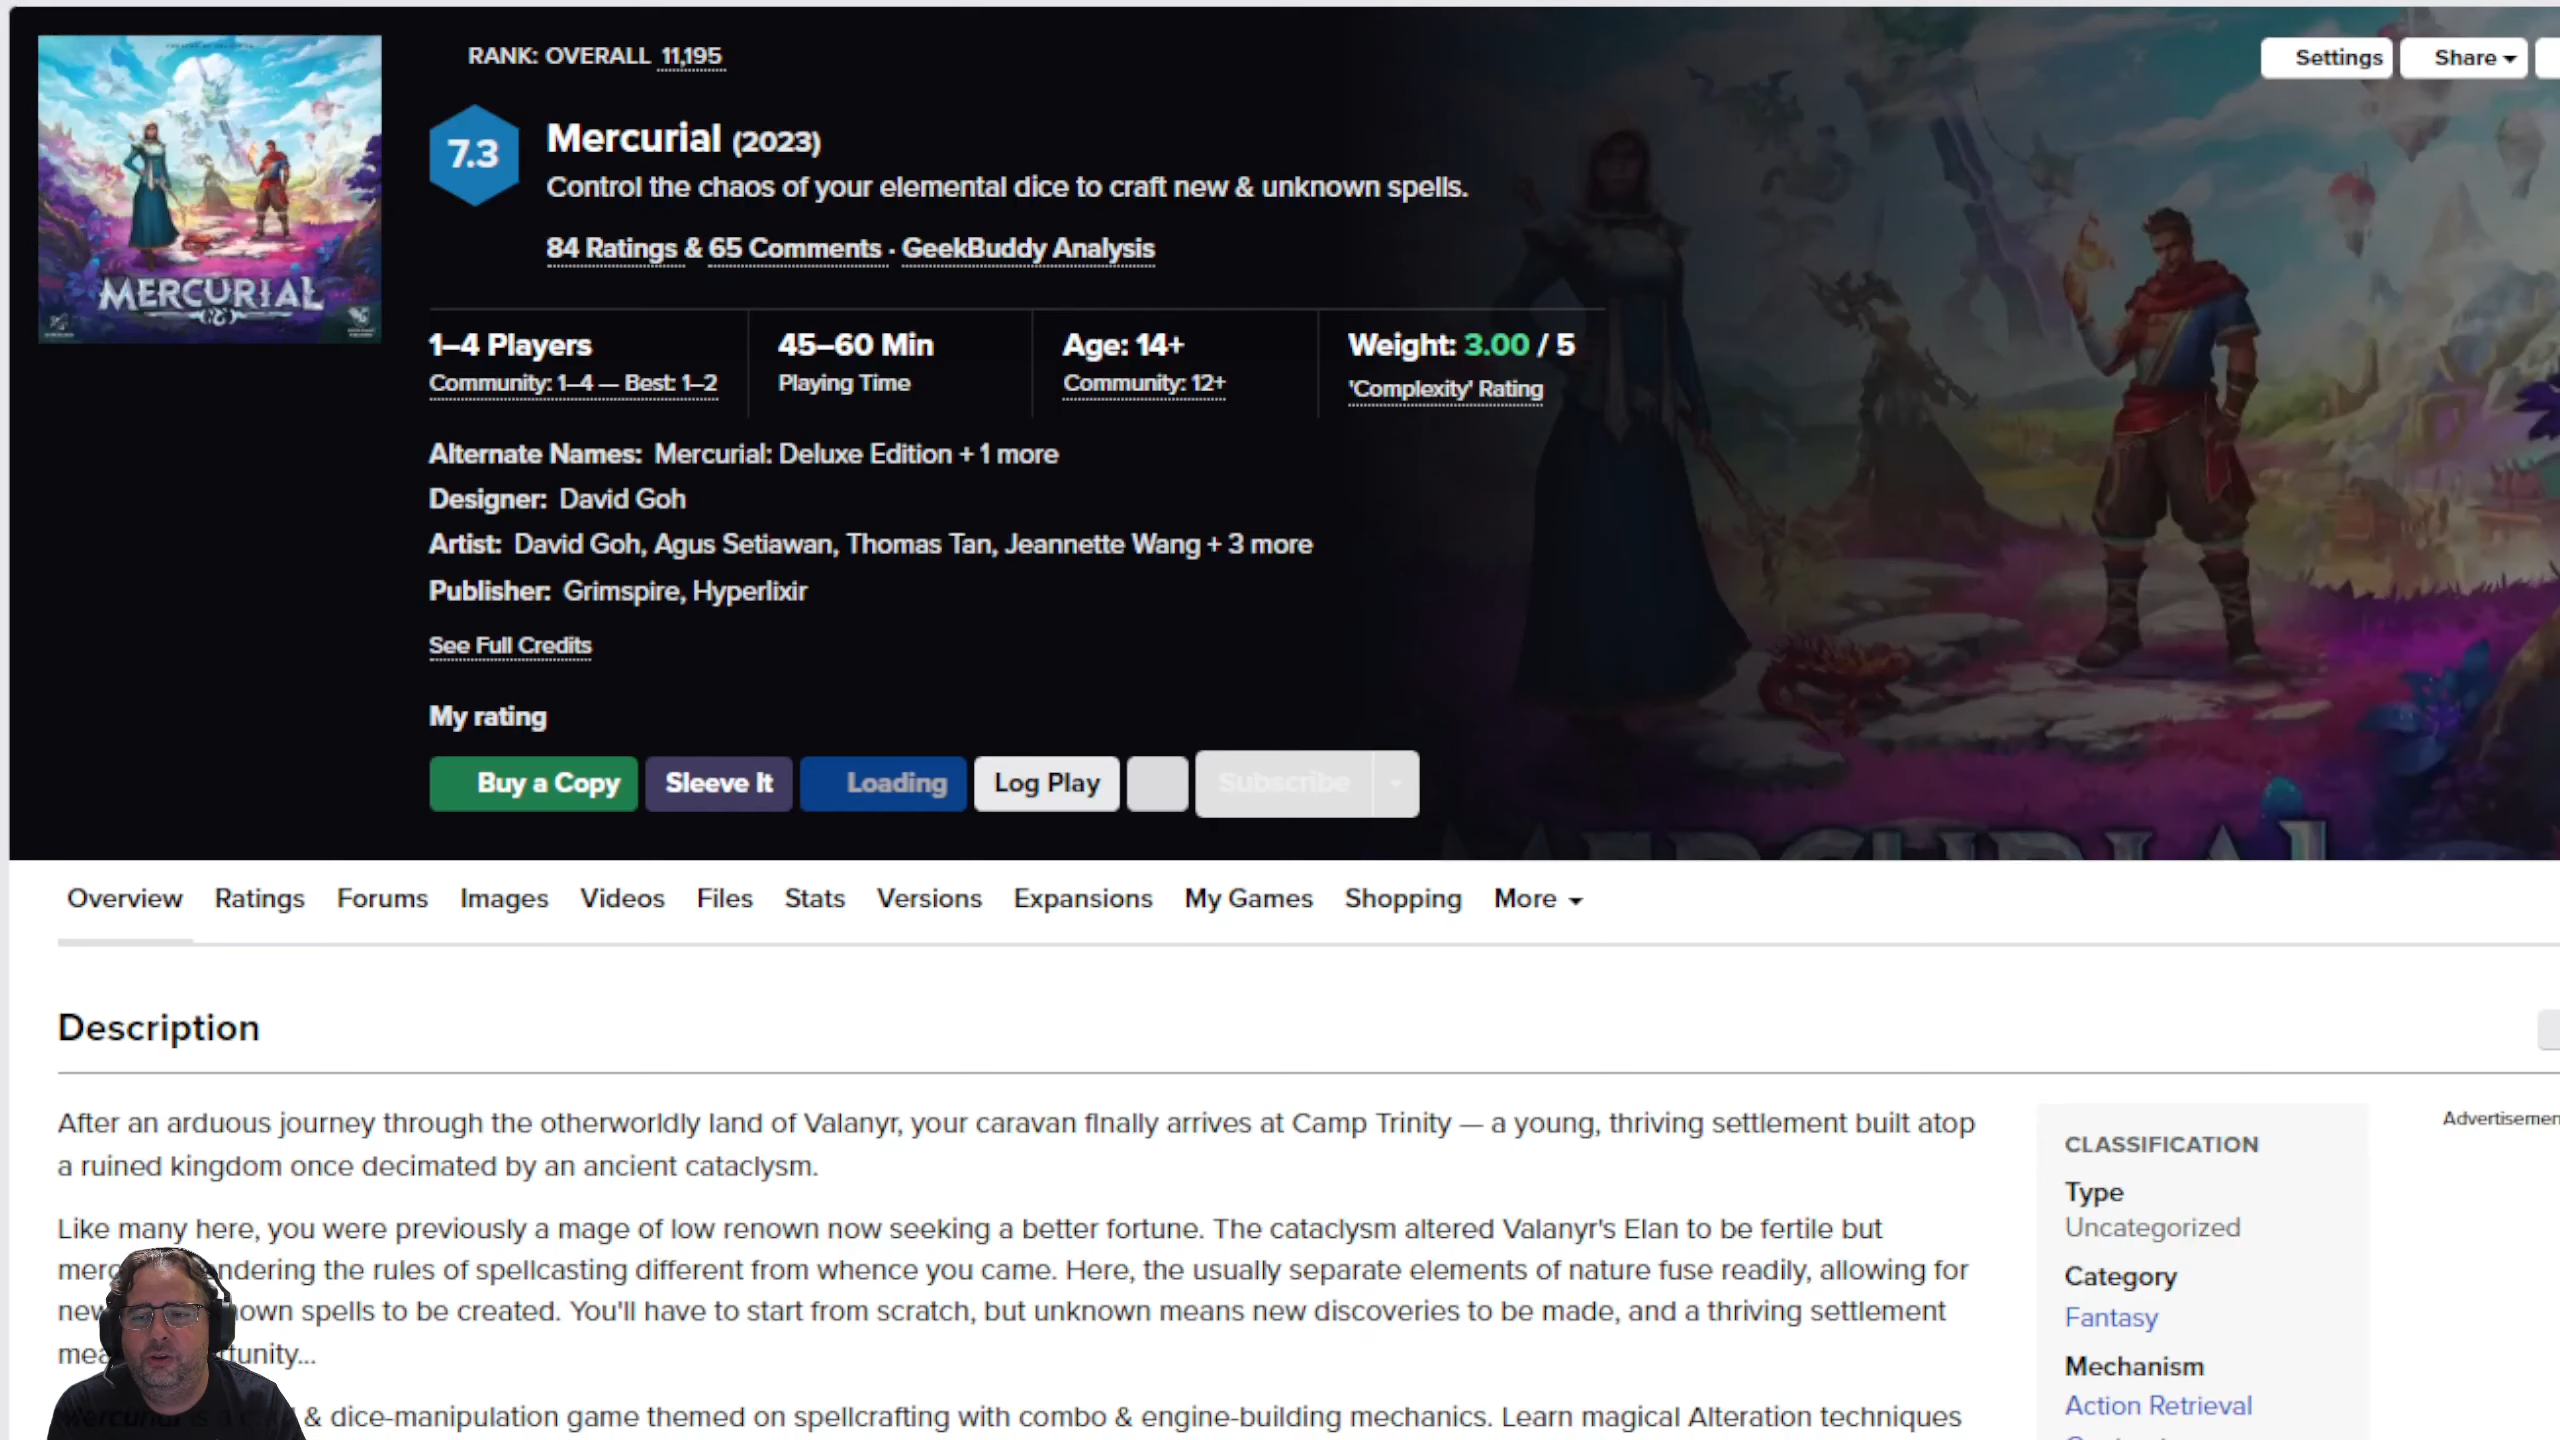 RANK: OVERALL 11,195
Settings
Share
7.3
Mercurial (2023)
Control the chaos of your elemental dice to craft new & unknown spells.
84 Ratings & 65 Comments · GeekBuddy Analysis
MERCURIAL
1–4 Players
Community: 1–4 — Best: 1–2
45–60 Min
Playing Time
Age: 14+
Community: 12+
Weight: 3.00 / 5
'Complexity' Rating
Alternate Names: Mercurial: Deluxe Edition + 1 more
Designer: David Goh
Artist: David Goh, Agus Setiawan, Thomas Tan, Jeannette Wang + 3 more
Publisher: Grimspire, Hyperlixir
See Full Credits
My rating
Buy a Copy
Sleeve It
Loading
Log Play
Subscribe
Overview Ratings Forums Images Videos Files Stats Versions Expansions My Games Shopping More
Description
After an arduous journey through the otherworldly land of Valanyr, your caravan finally arrives at Camp Trinity — a young, thriving settlement built atop
a ruined kingdom once decimated by an ancient cataclysm.
Like many here, you were previously a mage of low renown now seeking a better fortune. The cataclysm altered Valanyr's Elan to be fertile but
the rules of spellcasting different from whence you came. Here, the usually separate elements of nature fuse readily, allowing for
new spells to be created. You'll have to start from scratch, but unknown means new discoveries to be made, and a thriving settlement
& dice-manipulation game themed on spellcrafting with combo & engine-building mechanics. Learn magical Alteration techniques
CLASSIFICATION
Type
Uncategorized
Category
Fantasy
Mechanism
Action Retrieval
Advertisemen